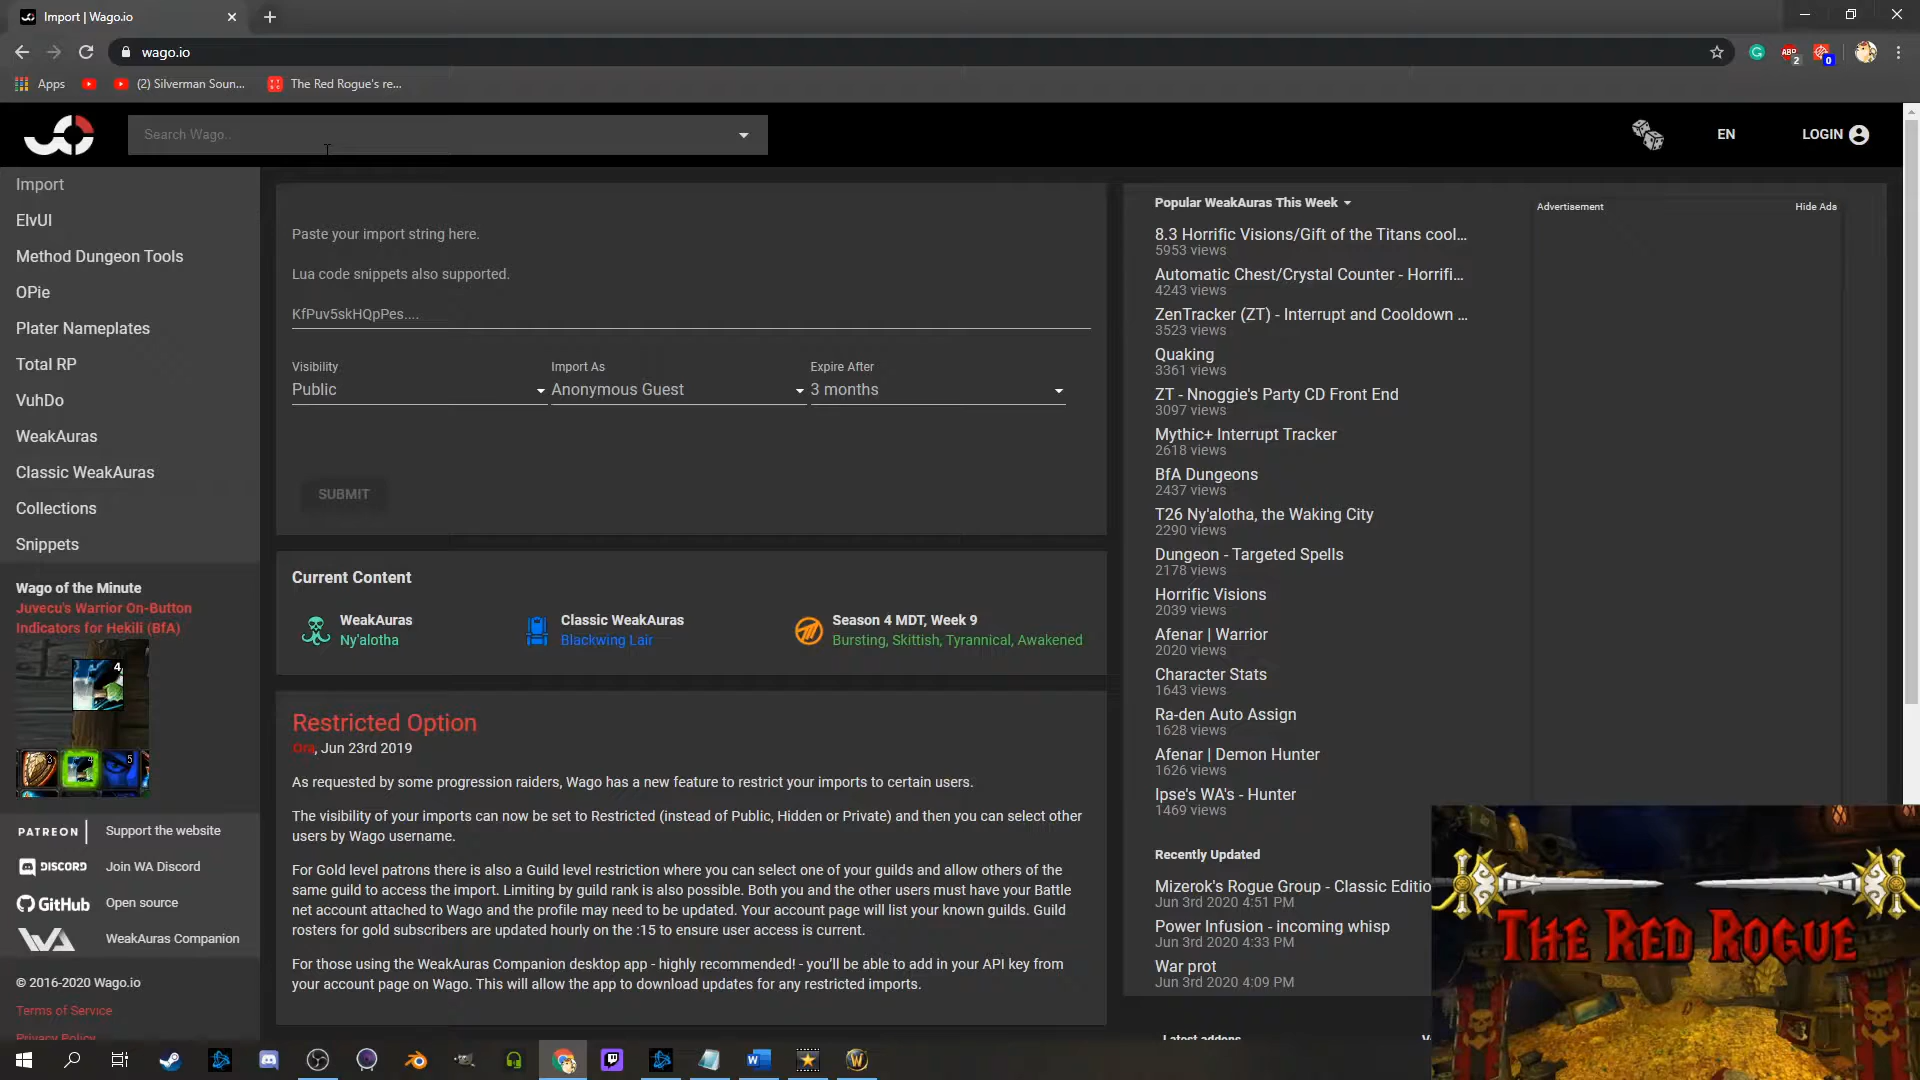 Import | Wago.io
wago.io
ABP
2
0
Apps
(2) Silverman Soun...
The Red Rogue's re...
Search Wago..
EN
LOGIN
Import
ElvUI
Method Dungeon Tools
OPie
Plater Nameplates
Total RP
VuhDo
WeakAuras
Classic WeakAuras
Collections
Snippets
Wago of the Minute
Juvecu's Warrior On-Button
Indicators for Hekili (BfA)
4
3
4
5
PATREON
Support the website
DISCORD
Join WA Discord
GitHub
Open source
WeakAuras Companion
© 2016-2020 Wago.io
Terms of Service
Privacy Policy
Paste your import string here.
Lua code snippets also supported.
KfPuv5skHQpPes....
Visibility
Public
Import As
Anonymous Guest
Expire After
3 months
SUBMIT
Current Content
WeakAuras
Ny'alotha
Classic WeakAuras
Blackwing Lair
Season 4 MDT, Week 9
Bursting, Skittish, Tyrannical, Awakened
Restricted Option
Ora, Jun 23rd 2019
As requested by some progression raiders, Wago has a new feature to restrict your imports to certain users.
The visibility of your imports can now be set to Restricted (instead of Public, Hidden or Private) and then you can select other
users by Wago username.
For Gold level patrons there is also a Guild level restriction where you can select one of your guilds and allow others of the
same guild to access the import. Limiting by guild rank is also possible. Both you and the other users must have your Battle
net account attached to Wago and the profile may need to be updated. Your account page will list your known guilds. Guild
rosters for gold subscribers are updated hourly on the :15 to ensure user access is current.
For those using the WeakAuras Companion desktop app - highly recommended! - you'll be able to add in your API key from
your account page on Wago. This will allow the app to download updates for any restricted imports.
Popular WeakAuras This Week
8.3 Horrific Visions/Gift of the Titans cool...
5953 views
Automatic Chest/Crystal Counter - Horrifi...
4243 views
ZenTracker (ZT) - Interrupt and Cooldown ...
3523 views
Quaking
3361 views
ZT - Nnoggie's Party CD Front End
3097 views
Mythic+ Interrupt Tracker
2618 views
BfA Dungeons
2437 views
T26 Ny'alotha, the Waking City
2290 views
Dungeon - Targeted Spells
2178 views
Horrific Visions
2039 views
Afenar | Warrior
2020 views
Character Stats
1643 views
Ra-den Auto Assign
1628 views
Afenar | Demon Hunter
1626 views
Ipse's WA's - Hunter
1469 views
Recently Updated
Mizerok's Rogue Group - Classic Editio
Jun 3rd 2020 4:51 PM
Power Infusion - incoming whisp
Jun 3rd 2020 4:33 PM
War prot
Jun 3rd 2020 4:09 PM
Latest addons
Advertisement
Hide Ads
THE RED ROGUE